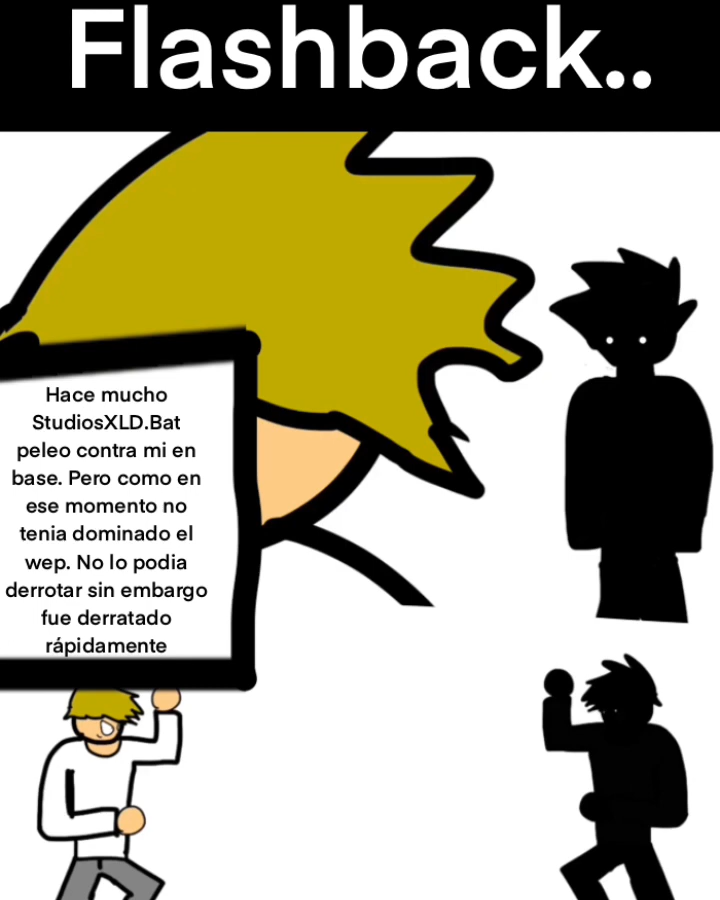 Flashback..
Hace mucho
StudiosXLD.Bat
peleo contra mi en
base. Pero como en
ese momento no
tenia dominado el
wep. No lo podia
derrotar sin embargo
fue derratado
rápidamente